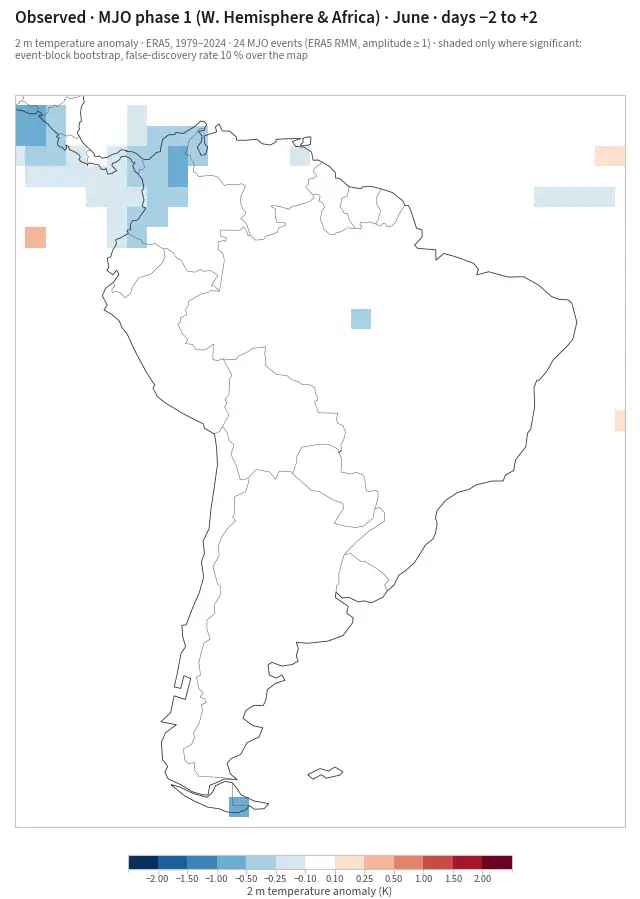 Observed · MJO phase 1 (W. Hemisphere & Africa) · June · days −2 to +2
2 m temperature anomaly · ERA5, 1979–2024 · 24 MJO events (ERA5 RMM, amplitude ≥ 1) · shaded only where significant:
event-block bootstrap, false-discovery rate 10 % over the map
−2.00 −1.50 −1.00 −0.50 −0.25 −0.10 0.10 0.25 0.50 1.00 1.50 2.00
2 m temperature anomaly (K)